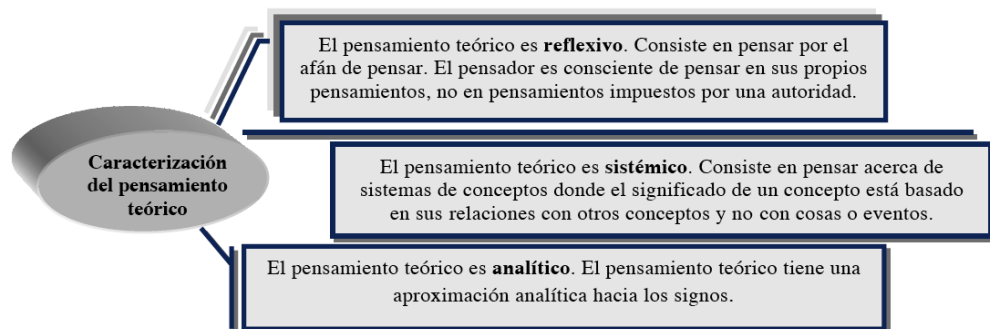 El pensamiento teórico es reflexivo. Consiste en pensar por el
afán de pensar. El pensador es consciente de pensar en sus propios
pensamientos, no en pensamientos impuestos por una autoridad.
Caracterización
del pensamiento
teórico
El pensamiento teórico es sistémico. Consiste en pensar acerca de
sistemas de conceptos donde el significado de un concepto está basado
en sus relaciones con otros conceptos y no con cosas o eventos.
El pensamiento teórico es analítico. El pensamiento teórico tiene una
aproximación analítica hacia los signos.